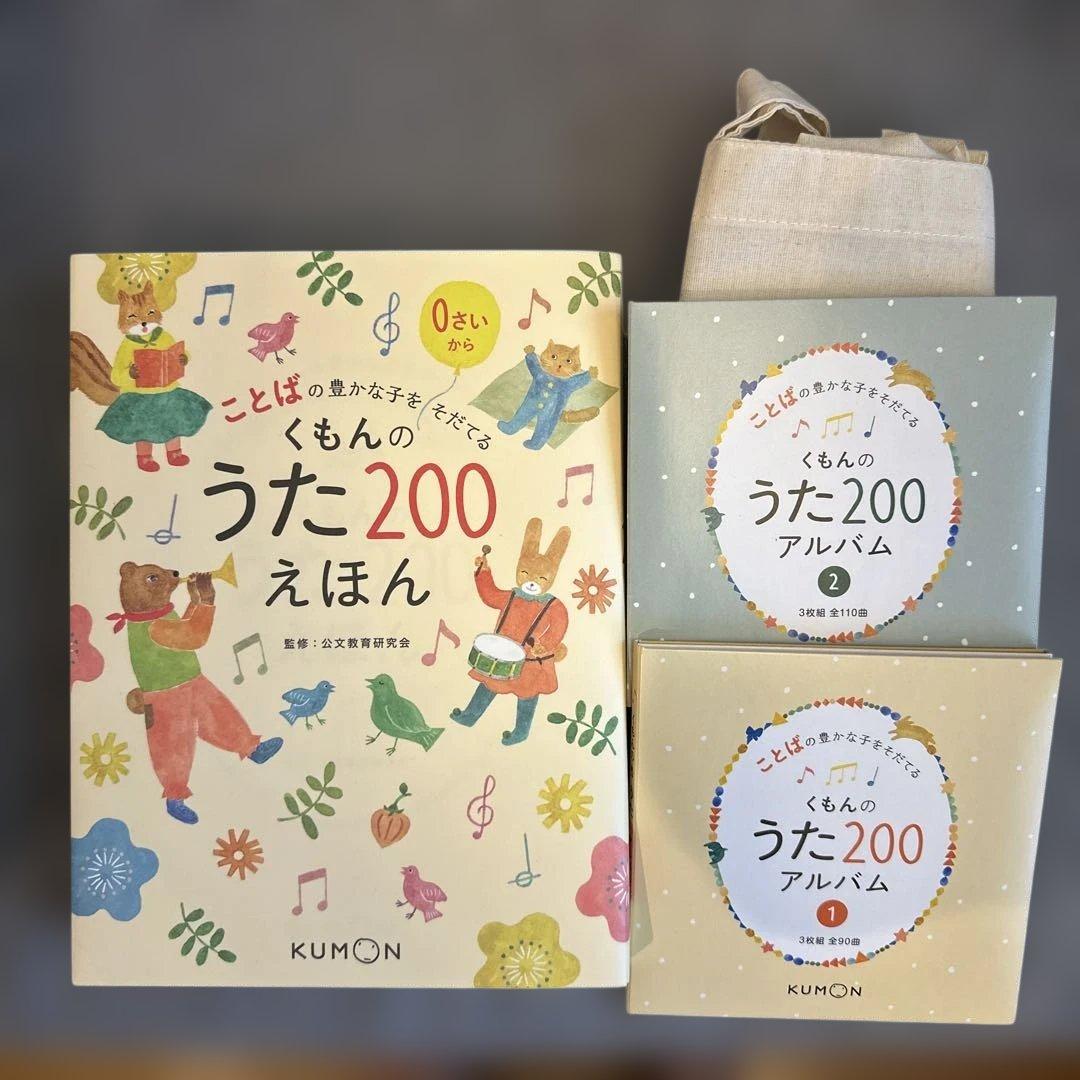 0さい
から
ことばの豊かな子をそだてる
くもんの
うた200
えほん
監修：公文教育研究会
KUMON
ことばの豊かな子をそだてる
くもんの
うた200
アルバム
2
3枚組 全110曲
ことばの豊かな子をそだてる
くもんの
うた200
アルバム
1
3枚組 全90曲
KUMON